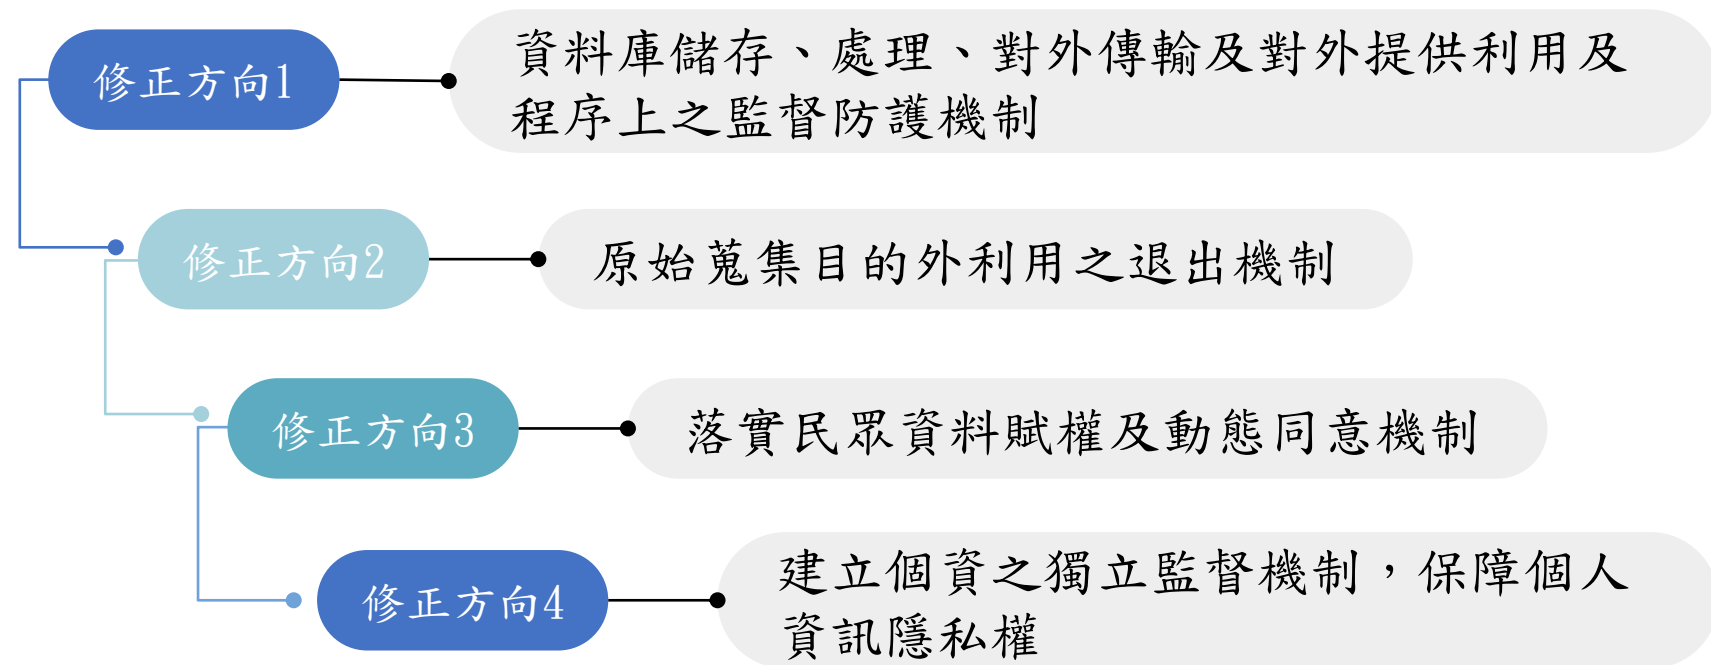 修正方向1
資料庫儲存、處理、對外傳輸及對外提供利用及
程序上之監督防護機制
修正方向2
原始蒐集目的外利用之退出機制
修正方向3
落實民眾資料賦權及動態同意機制
修正方向4
建立個資之獨立監督機制，保障個人
資訊隱私權